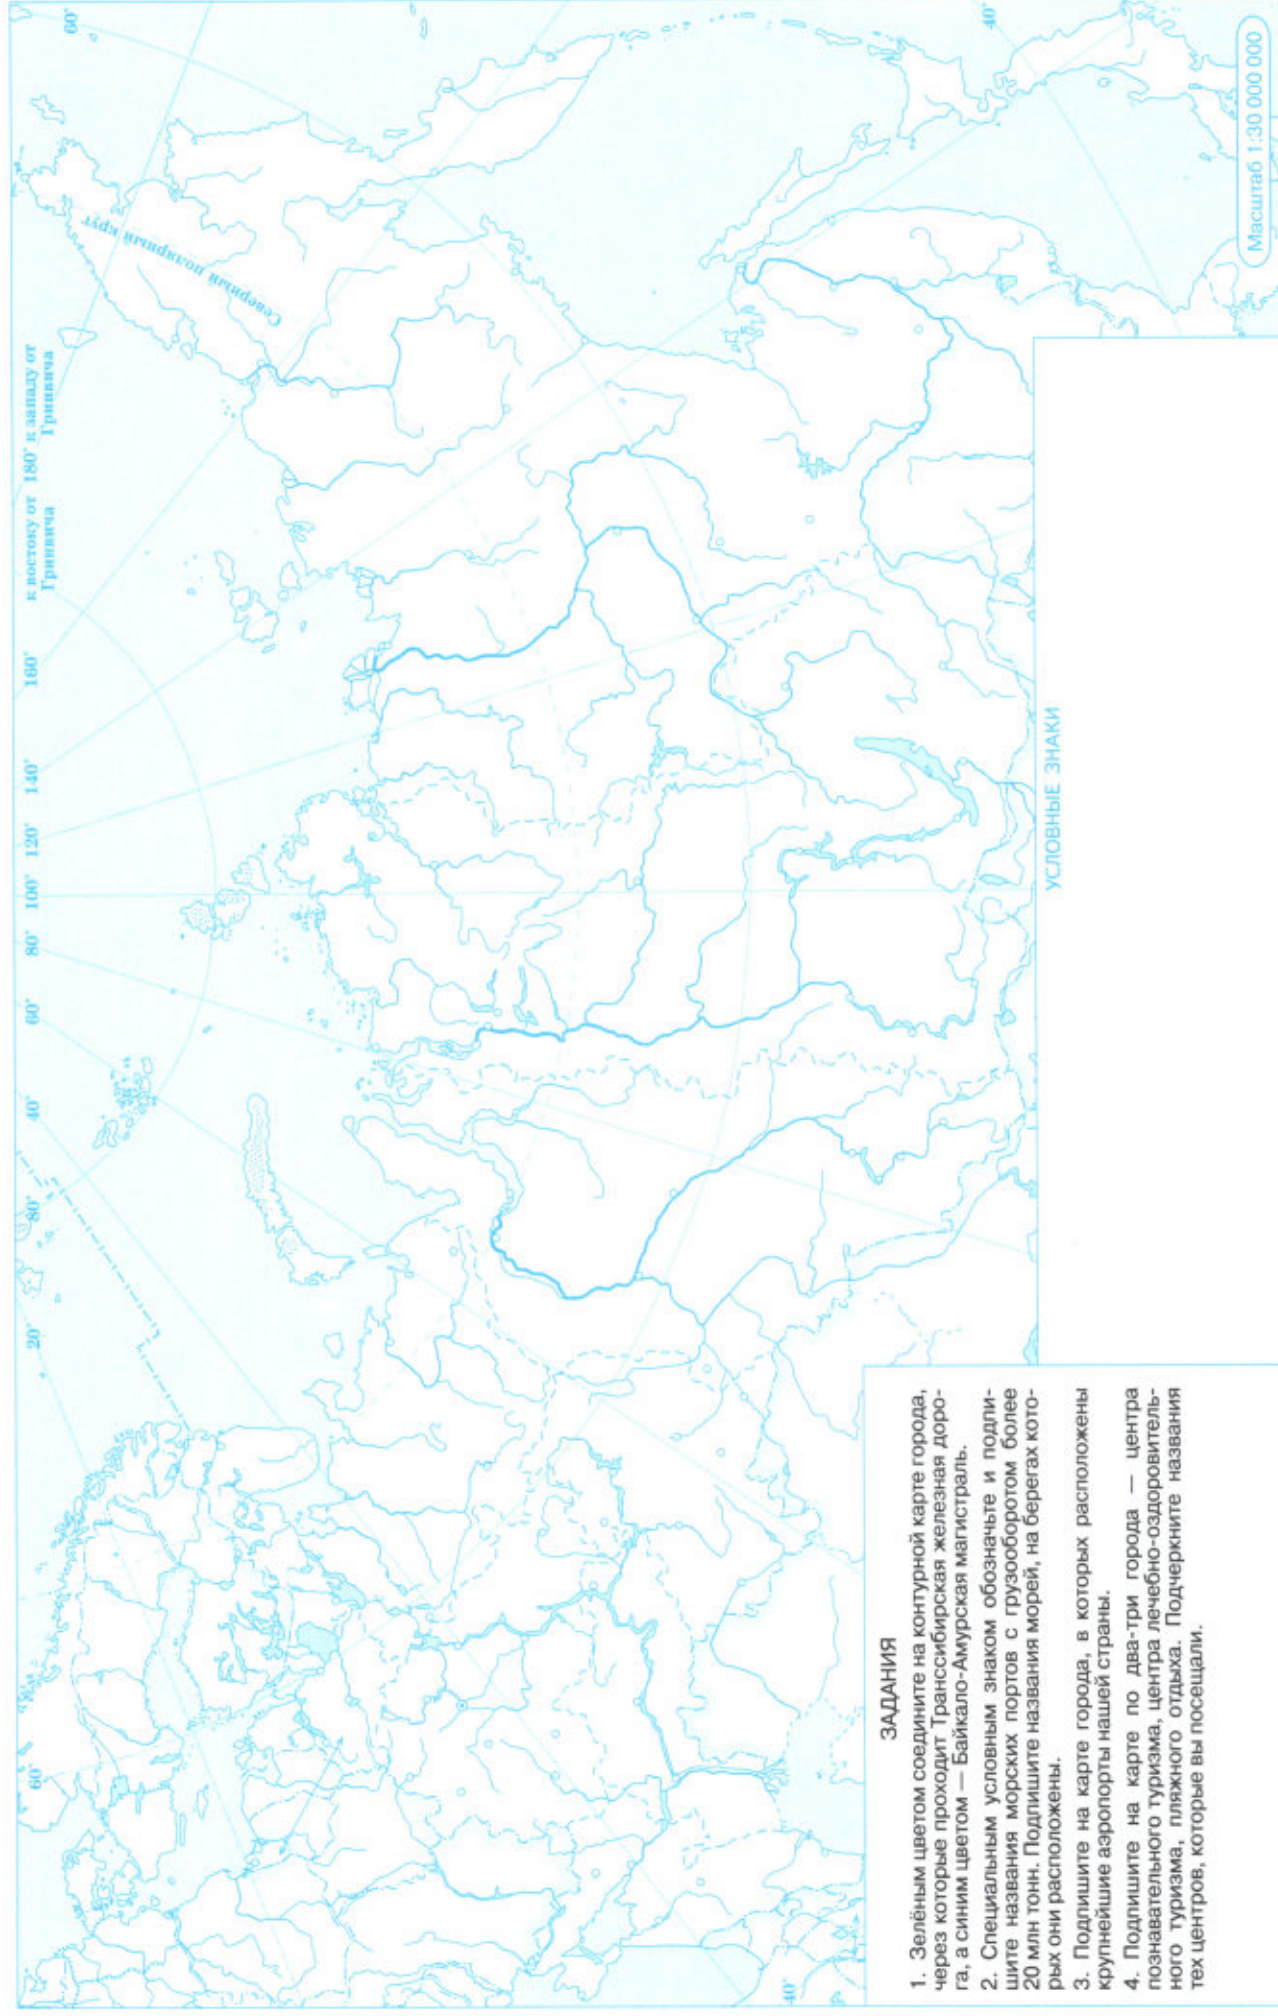 60°
20°
80°
40°
60°
80°
100°
120°
140°
160°
к востоку от
Гринвича
180°
к западу от
Гринвича
60°
Северный полярный круг
40°
40°
Масштаб 1:30 000 000
УСЛОВНЫЕ ЗНАКИ
ЗАДАНИЯ
1. Зелёным цветом соедините на контурной карте города,
через которые проходит Транссибирская железная доро-
га, а синим цветом — Байкало-Амурская магистраль.
2. Специальным условным знаком обозначьте и подпи-
шите названия морских портов с грузооборотом более
20 млн тонн. Подпишите названия морей, на берегах кото-
рых они расположены.
3. Подпишите на карте города, в которых расположены
крупнейшие аэропорты нашей страны.
4. Подпишите на карте по два-три города — центра
познавательного туризма, центра лечебно-оздоровитель-
ного туризма, пляжного отдыха. Подчеркните названия
тех центров, которые вы посещали.